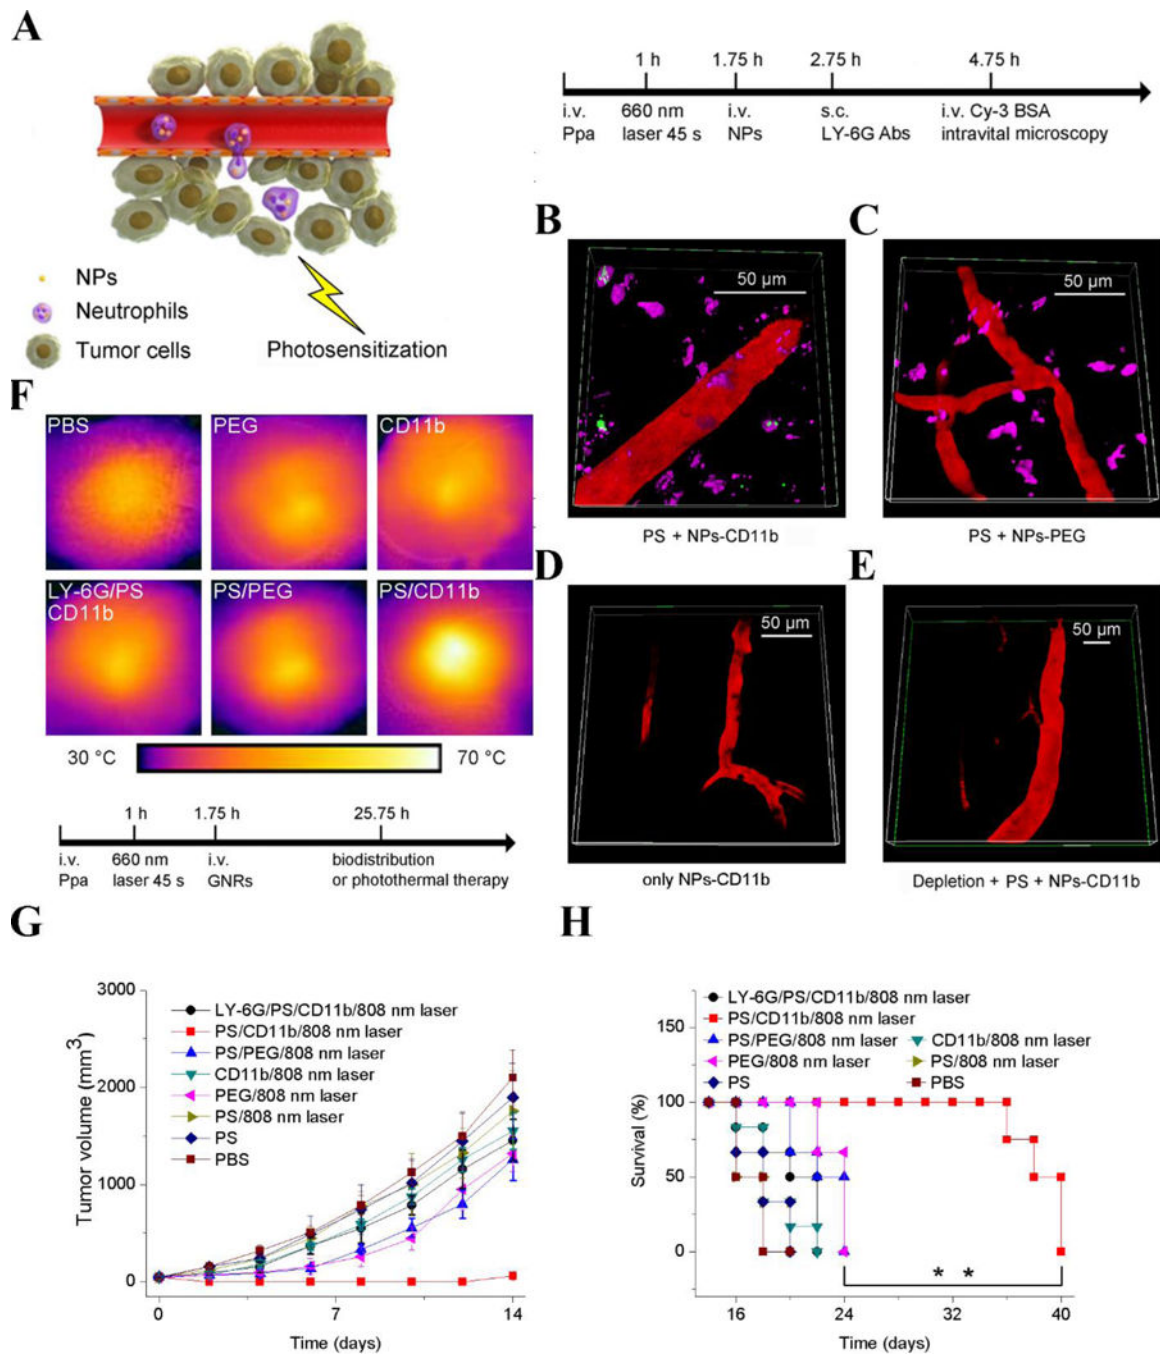 A
NPs
Neutrophils
Tumor cells
Photosensitization
1 h
1.75 h
2.75 h
4.75 h
i.v.
Ppa
660 nm
laser 45 s
i.v.
NPs
s.c.
LY-6G Abs
i.v. Cy-3 BSA
intravital microscopy
B
50 μm
PS + NPs-CD11b
C
50 μm
PS + NPs-PEG
D
50 μm
only NPs-CD11b
E
50 μm
Depletion + PS + NPs-CD11b
F
PBS
PEG
CD11b
LY-6G/PS
CD11b
PS/PEG
PS/CD11b
30 °C
70 °C
1 h
1.75 h
25.75 h
i.v.
Ppa
660 nm
laser 45 s
i.v.
GNRs
biodistribution
or photothermal therapy
G
Tumor volume (mm3)
3000
2000
1000
0
LY-6G/PS/CD11b/808 nm laser
PS/CD11b/808 nm laser
PS/PEG/808 nm laser
CD11b/808 nm laser
PEG/808 nm laser
PS/808 nm laser
PS
PBS
0
7
14
Time (days)
H
Survival (%)
150
100
50
0
LY-6G/PS/CD11b/808 nm laser
PS/CD11b/808 nm laser
PS/PEG/808 nm laser
CD11b/808 nm laser
PEG/808 nm laser
PS/808 nm laser
PS
PBS
* *
16
24
32
40
Time (days)